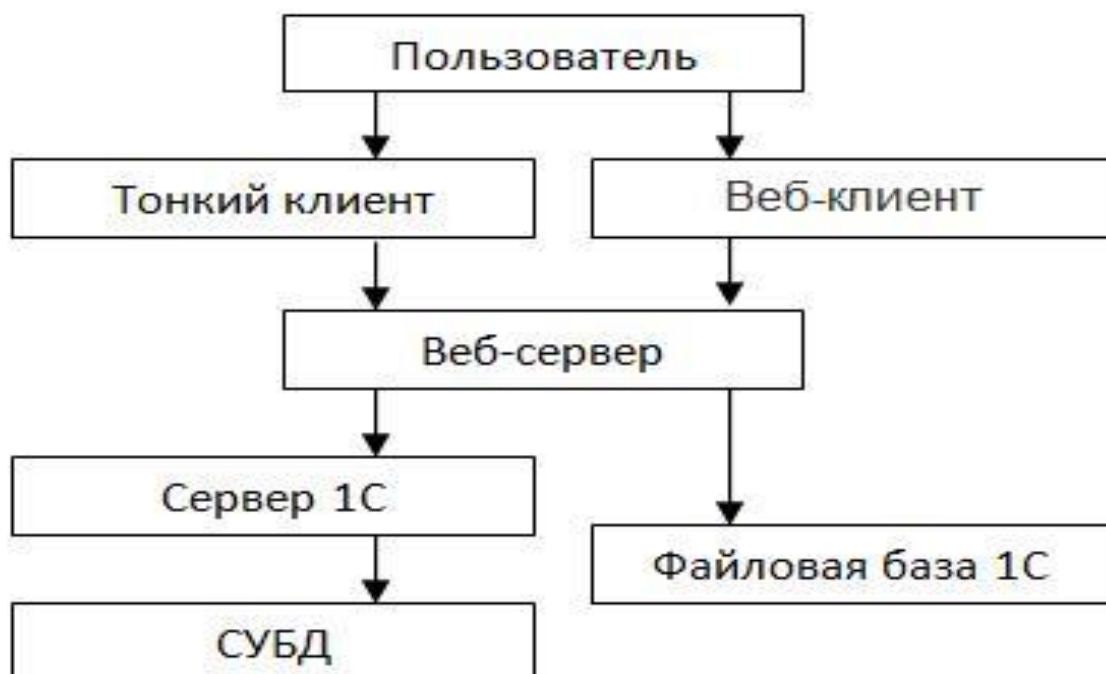 Пользователь
Тонкий клиент
Веб-клиент
Веб-сервер
Сервер 1С
Файловая база 1С
СУБД